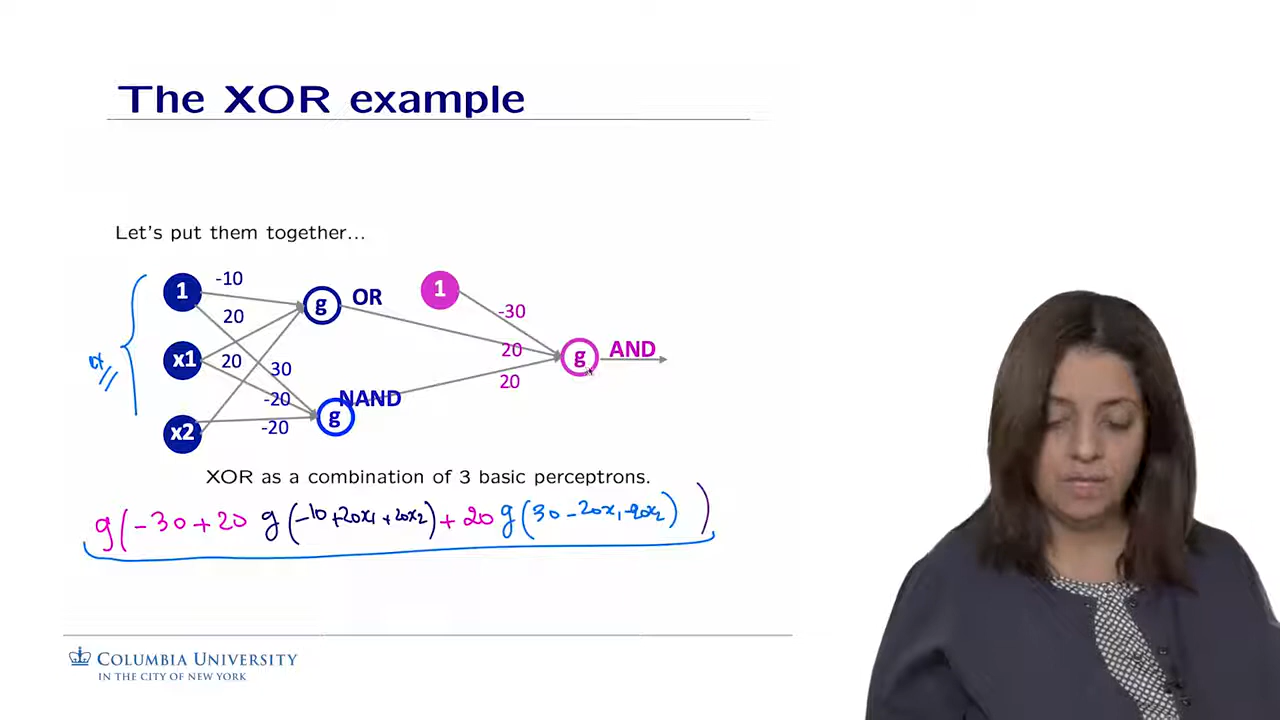 The XOR example
Let's put them together...
1 -10 g OR 1
20 -30
x1 20 30 20 g AND
-20 NAND 20
x2 -20 g
XOR as a combination of 3 basic perceptrons.
g(-30+20 g(-10+20x1+20x2)+20 g(30-20x1-20x2))
COLUMBIA UNIVERSITY
IN THE CITY OF NEW YORK